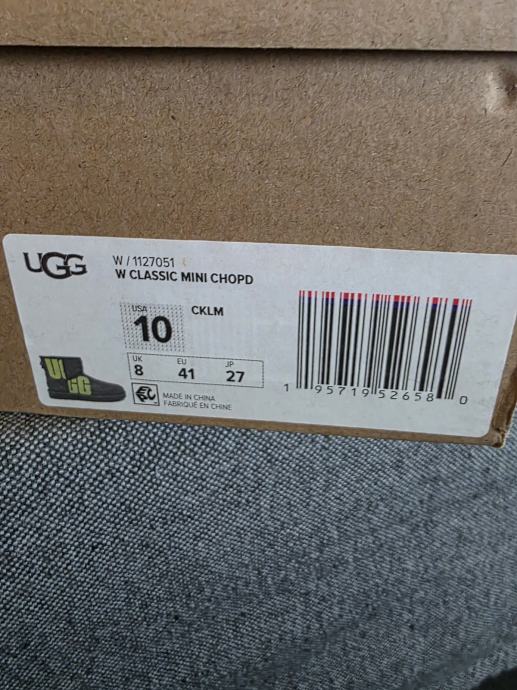 UGG
W / 1127051
W CLASSIC MINI CHOPD
USA
10
CKLM
UK
8
EU
41
JP
27
UGG
MADE IN CHINA
FABRIQUÉ EN CHINE
1 95719 52658 0